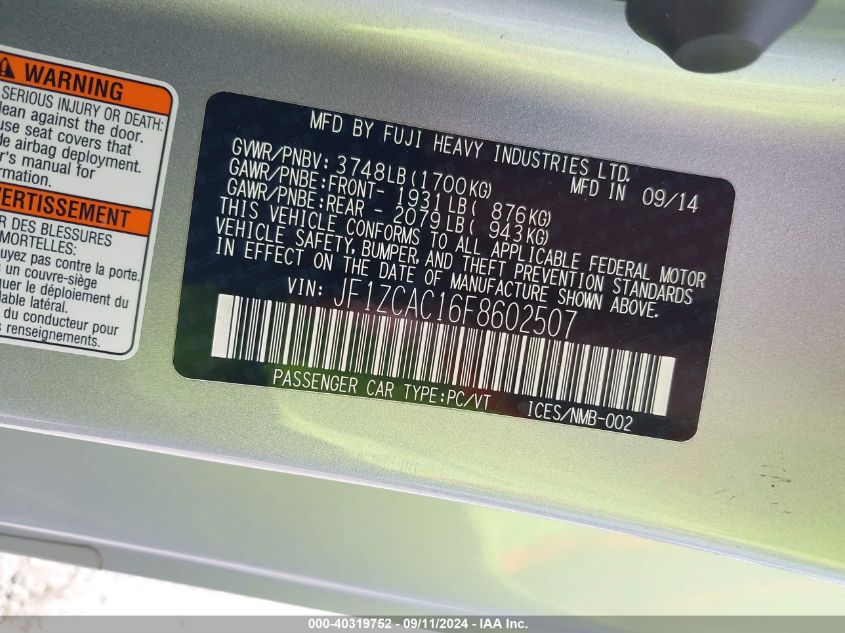 WARNING
SERIOUS INJURY OR DEATH:
lean against the door.
use seat covers that
airbag deployment.
manual for
AVERTISSEMENT
DES BLESSURES
MORTELLES:
pas contre la porte.
un couvre-siège
le déploiement du
latéral.
du conducteur pour
renseignements.
MFD BY FUJI HEAVY INDUSTRIES LTD.
GVWR/PNBV: 3748LB(1700KG) MFD IN 09/14
GAWR/PNBE:FRONT- 1931LB( 876KG)
GAWR/PNBE:REAR - 2079LB( 943KG)
THIS VEHICLE CONFORMS TO ALL APPLICABLE FEDERAL MOTOR
VEHICLE SAFETY, BUMPER, AND THEFT PREVENTION STANDARDS
IN EFFECT ON THE DATE OF MANUFACTURE SHOWN ABOVE.
VIN: JF1ZCAC16F8602507
PASSENGER CAR TYPE:PC/VT ICES/NMB-002
000-40319752 - 09/11/2024 - IAA Inc.